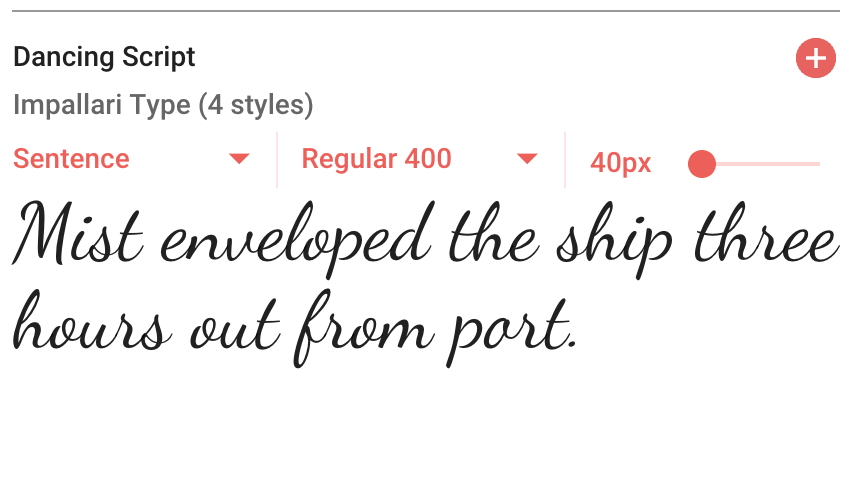 Dancing Script
Impallari Type (4 styles)
Sentence
Regular 400
40px
Mist enveloped the ship three
hours out from port.